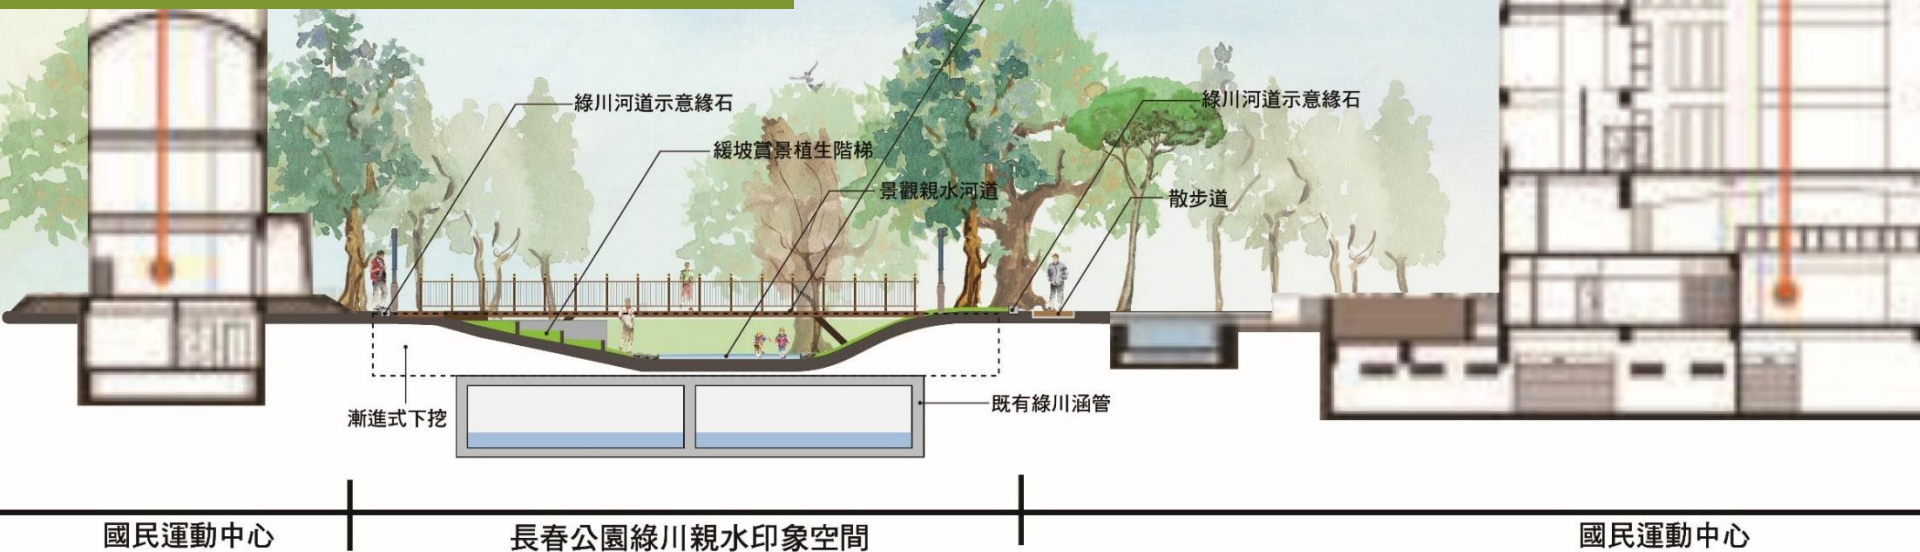 綠川河道示意緣石
綠川河道示意緣石
緩坡賞景植生階梯
景觀親水河道
散步道
漸進式下挖
既有綠川涵管
國民運動中心
長春公園綠川親水印象空間
國民運動中心